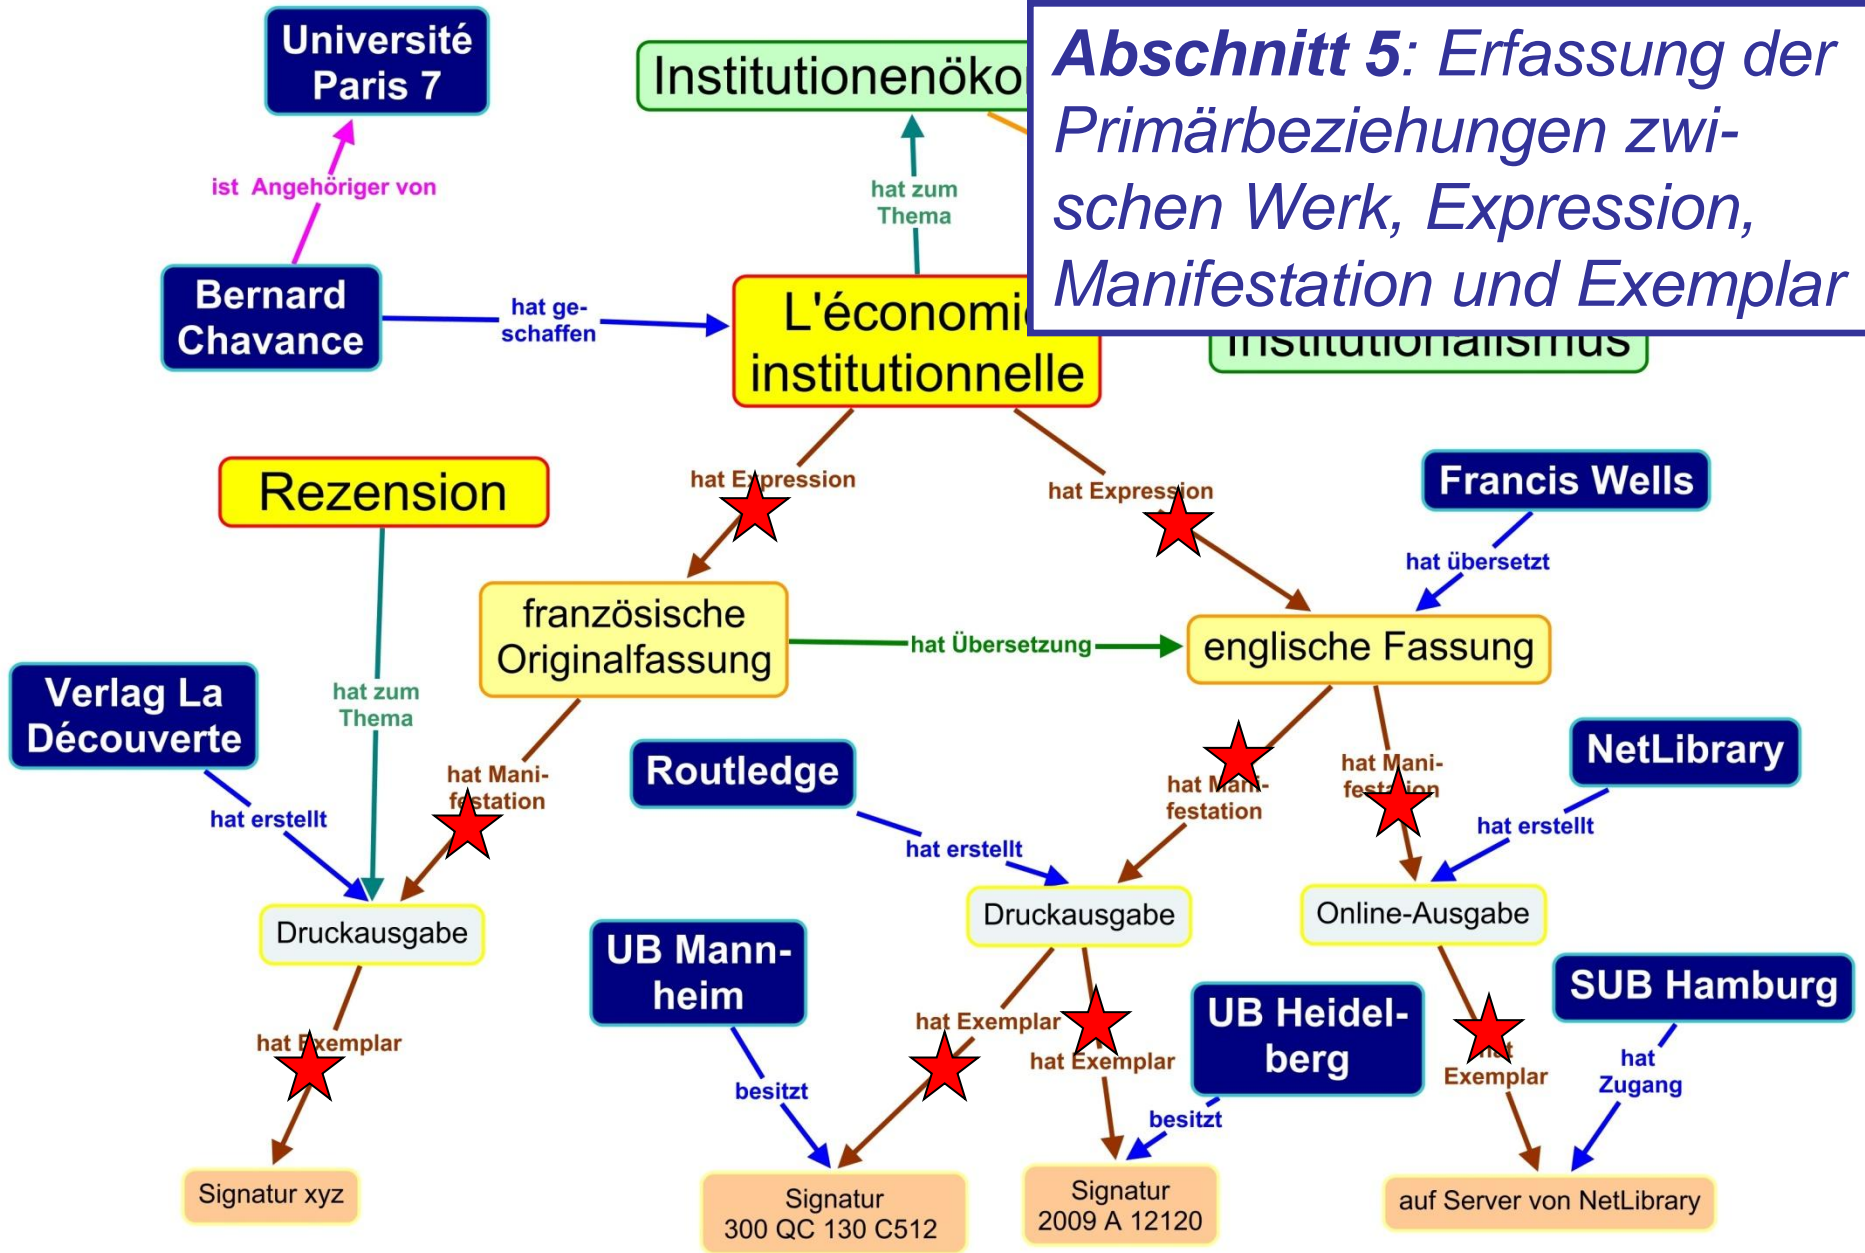 Université
Paris 7
Abschnitt 5: Erfassung der
Primärbeziehungen zwi-
schen Werk, Expression,
Manifestation und Exemplar
ist Angehöriger von
hat zum
Thema
Bernard
Chavance
hat ge-
schaffen
institutionnelle
hat Expression
hat Expression
Rezension
Francis Wells
hat übersetzt
französische
Originalfassung
hat Übersetzung
englische Fassung
Verlag La
Découverte
hat zum
Thema
hat erstellt
hat Mani-
festation
Routledge
hat erstellt
hat Mani-
festation
hat Mani-
festation
NetLibrary
hat erstellt
Druckausgabe
Druckausgabe
Online-Ausgabe
UB Mann-
heim
besitzt
hat Exemplar
hat Exemplar
hat Exemplar
UB Heidel-
berg
besitzt
hat
Exemplar
SUB Hamburg
hat
Zugang
Signatur xyz
Signatur
300 QC 130 C512
Signatur
2009 A 12120
auf Server von NetLibrary